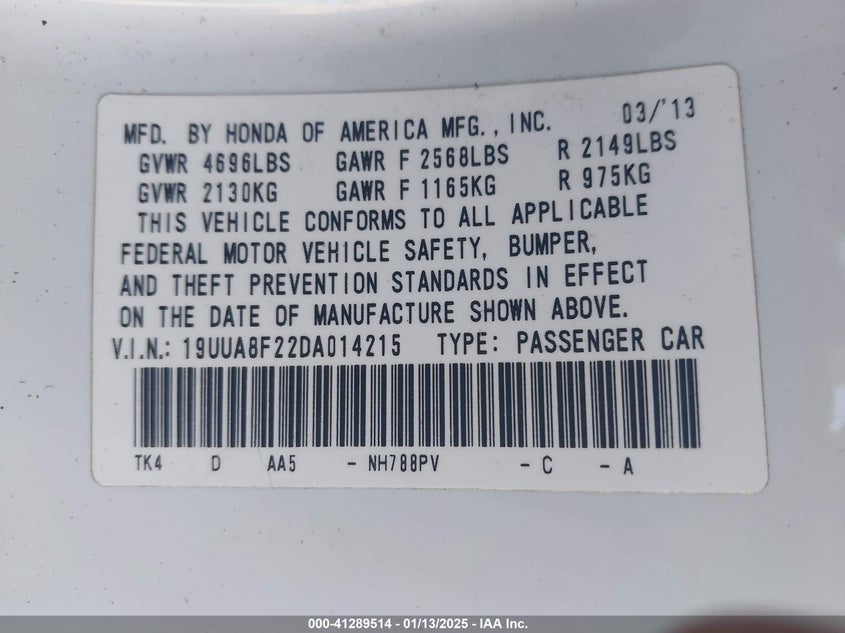 MFD. BY HONDA OF AMERICA MFG., INC. 03/'13
GVWR 4696LBS GAWR F 2568LBS R 2149LBS
GVWR 2130KG GAWR F 1165KG R 975KG
THIS VEHICLE CONFORMS TO ALL APPLICABLE
FEDERAL MOTOR VEHICLE SAFETY, BUMPER,
AND THEFT PREVENTION STANDARDS IN EFFECT
ON THE DATE OF MANUFACTURE SHOWN ABOVE.
V.I.N.: 19UUA8F22DA014215 TYPE: PASSENGER CAR
TK4 D AA5 - NH788PV - C - A
000-41289514 - 01/13/2025 - IAA Inc.